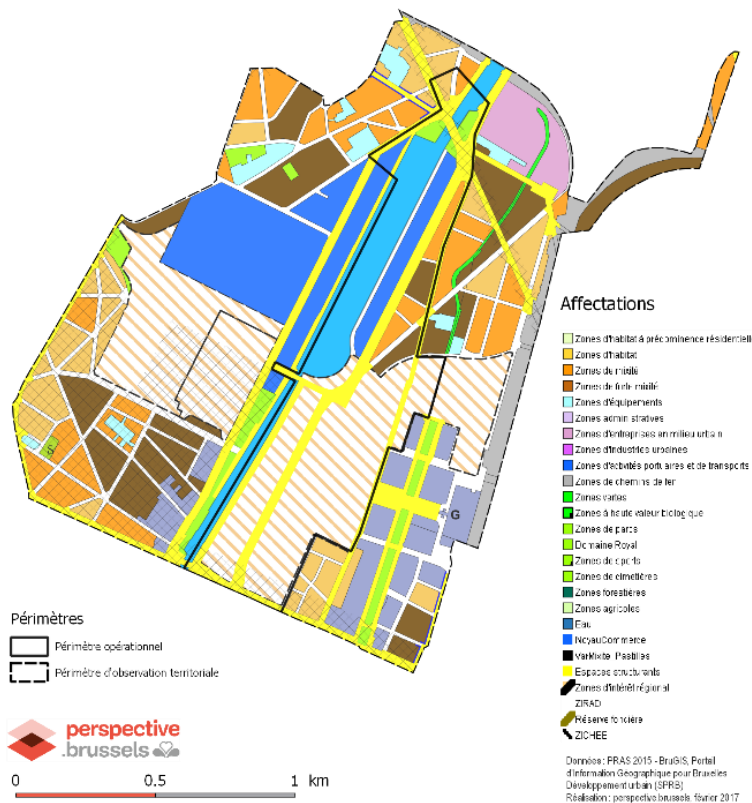 S
G
Affectations
Zones d'habitat à prédominence résidentielle
Zones d'habitat
Zones de mixité
Zones de forte mixité
Zones d'équipements
Zones administratives
Zones d'entreprises en milieu urbain
Zones d'industries urbaines
Zones d'activités portuaires et de transports
Zones de chemins de fer
Zones vertes
Zones à haute valeur biologique
Zones de parcs
Domaine Royal
Zones de sports
Zones de cimetières
Zones forestières
Zones agricoles
Eau
NoyauCommerce
VarMixite Pastilles
Espaces structurants
Zones d'intérêt régional
ZIRAD
Réserve foncière
ZICHEE
Périmètres
Périmètre opérationnel
Périmètre d'observation territoriale
perspective
.brussels
0 0.5 1 km
Données : PRAS 2015 - BruGIS, Portal
d'Information Géographique pour Bruxelles
Développement urbain (SPRB)
Réalisation : perspective.brussels, février 2017